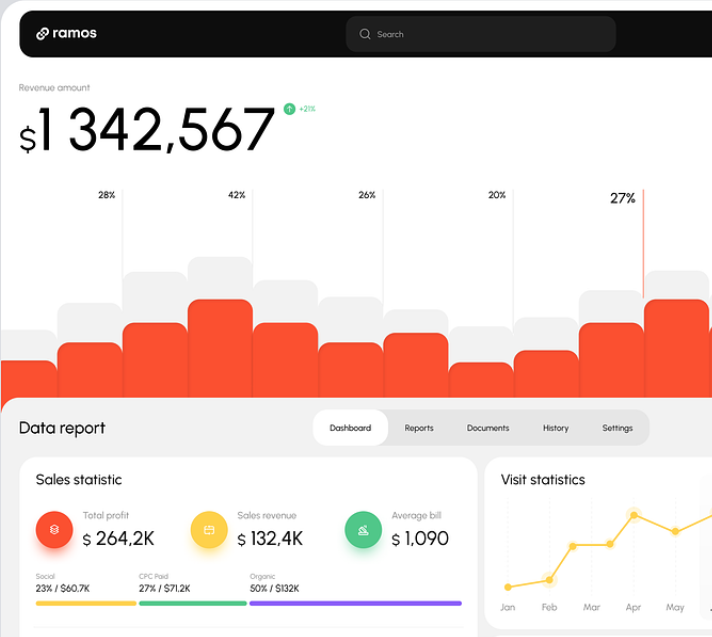 ramos
Search
Revenue amount
$1 342,567
+21%
28%
42%
26%
20%
27%
Data report
Dashboard
Reports
Documents
History
Settings
Sales statistic
Total profit
$ 264,2K
Sales revenue
$ 132,4K
Average bill
$ 1,090
Social
23% / $60.7K
CPC Paid
27% / $71.2K
Organic
50% / $132K
Visit statistics
Jan
Feb
Mar
Apr
May